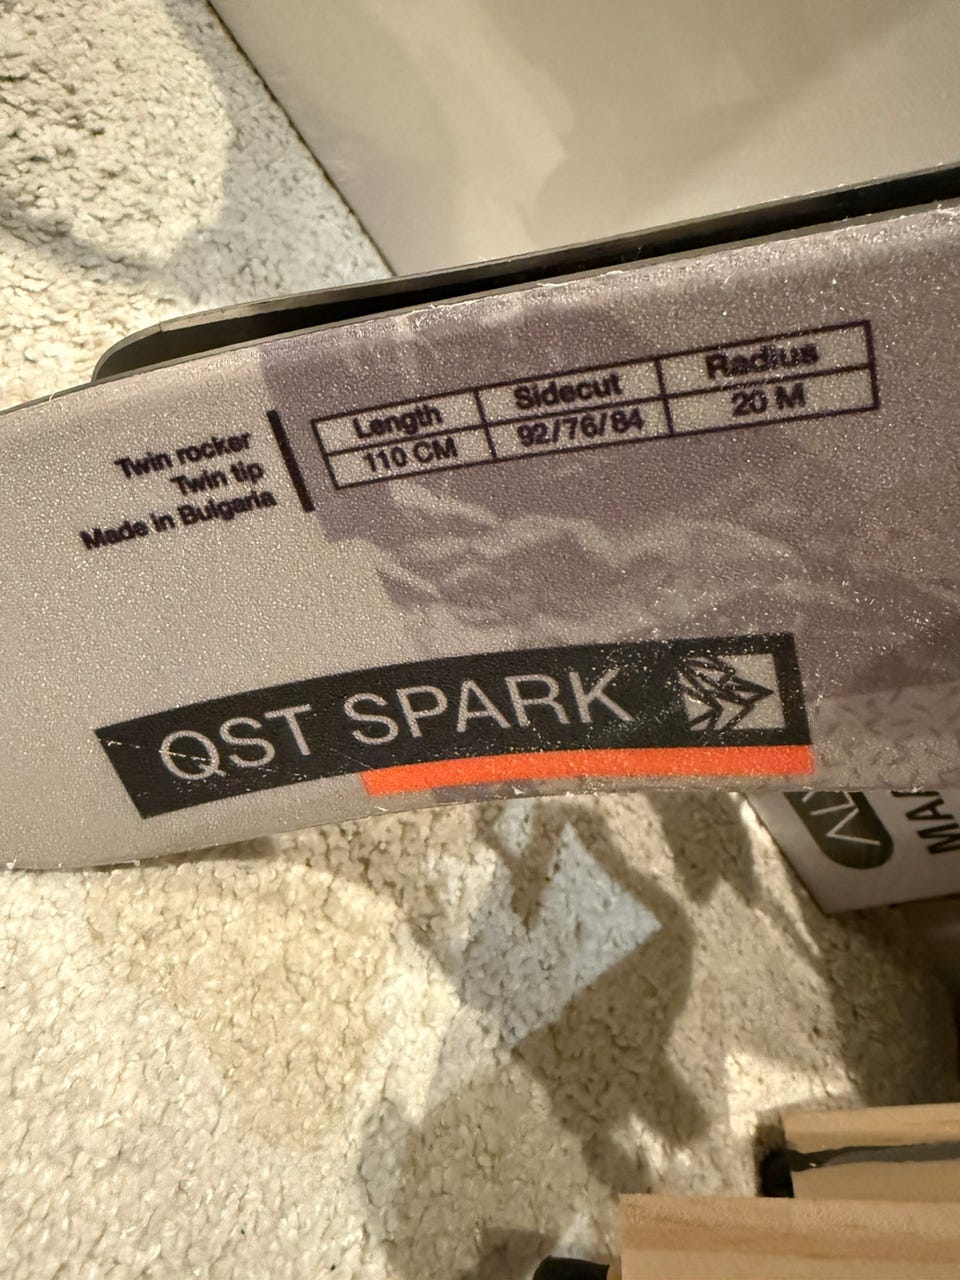 Twin rocker
Twin tip
Made in Bulgaria
Length Sidecut Radius
110 CM 92/76/84 20 M
QST SPARK